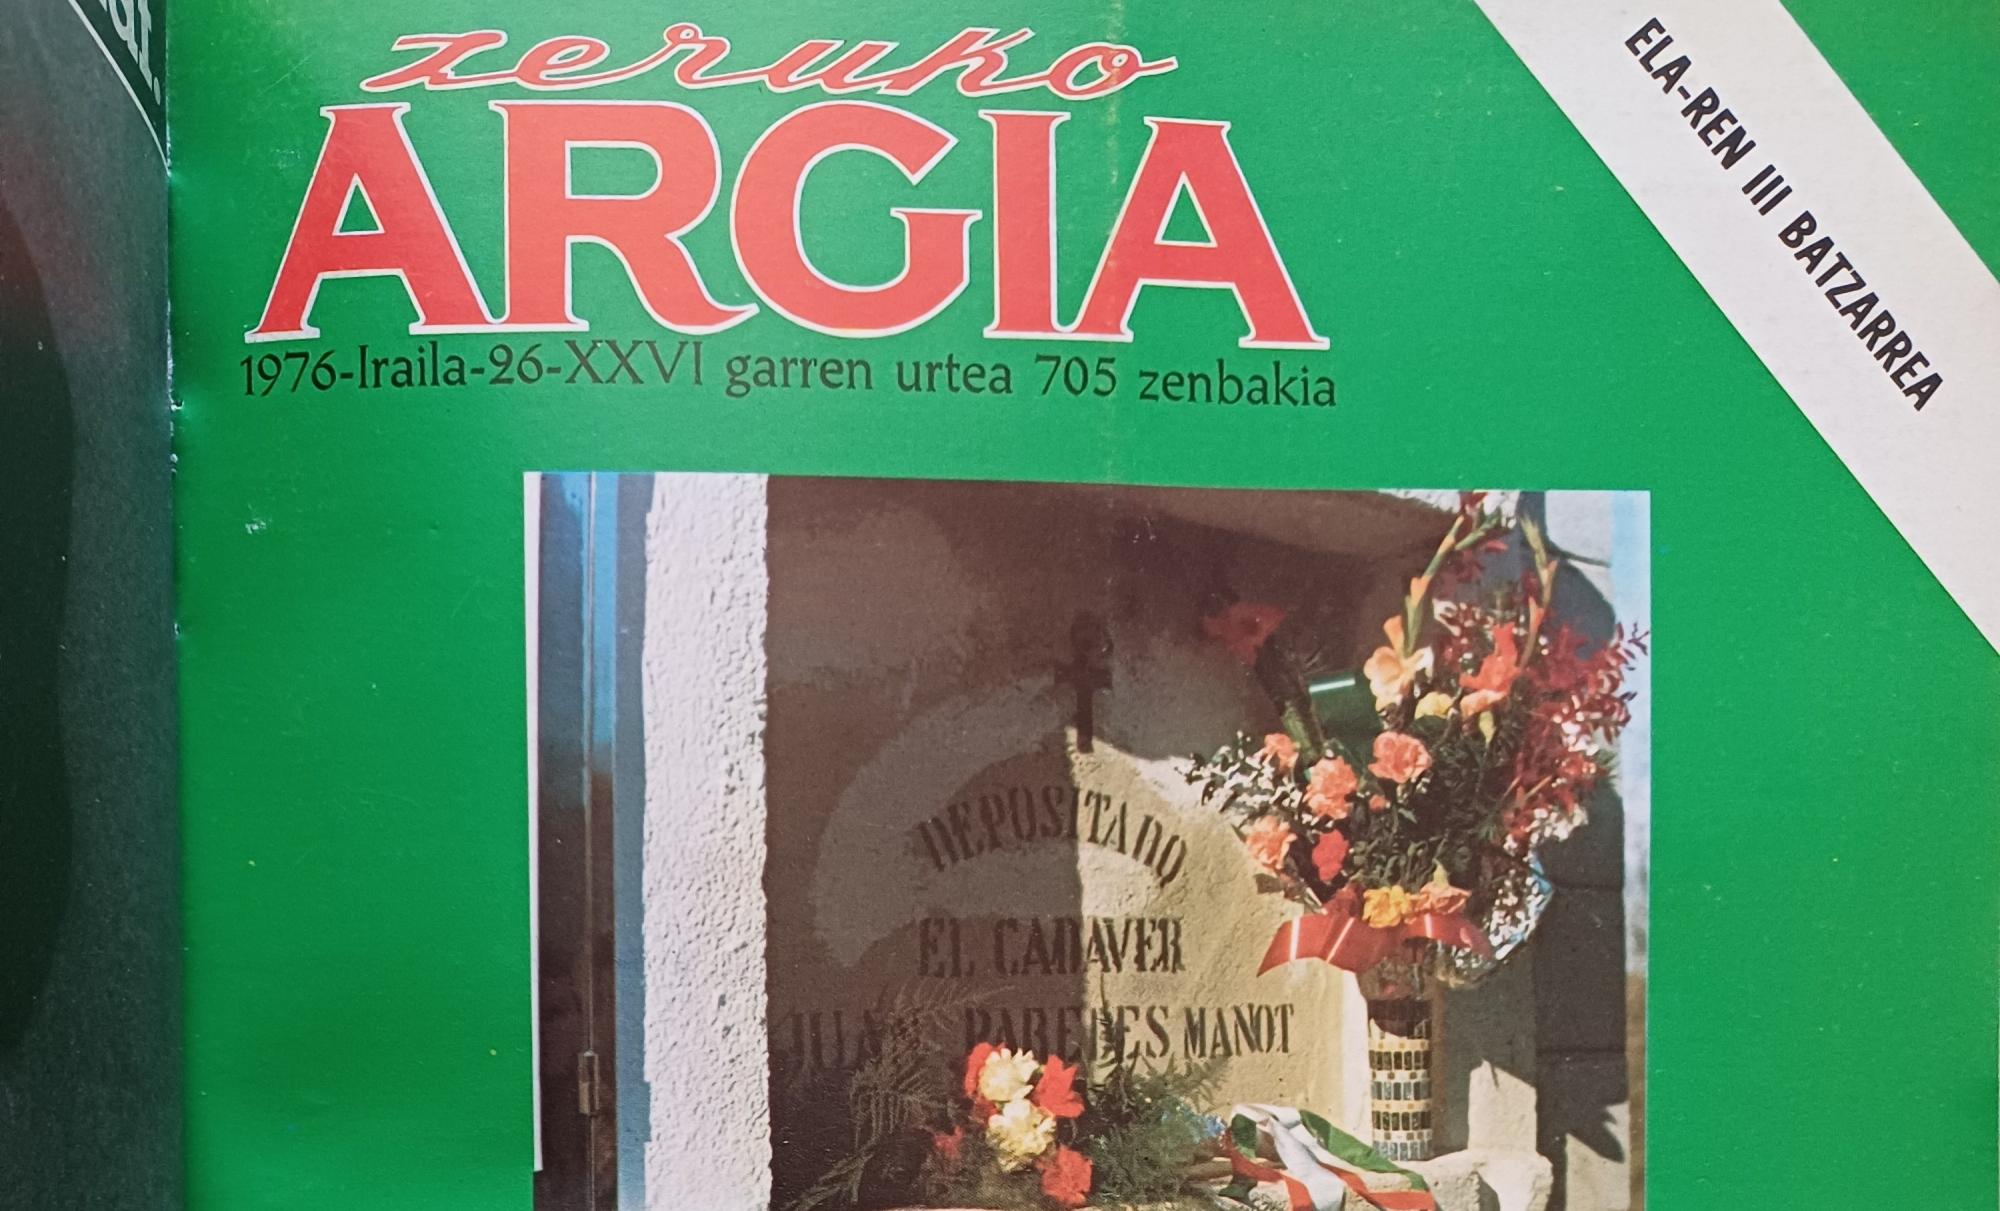 zeruko
ARGIA
1976-Iraila-26-XXVI garren urtea 705 zenbakia
ELA-REN III BATZARREA
DEPOSITADO
EL CADAVER
JUAN PAREDES MANOT